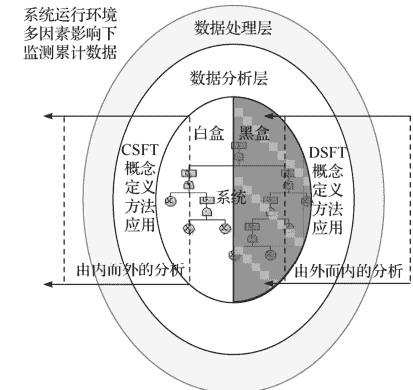 系统运行环境
多因素影响下
监测累计数据
数据处理层
数据分析层
白盒 黑盒
CSFT
概念
定义
方法
应用
系统
DSFT
概念
定义
方法
应用
由内而外的分析
由外而内的分析